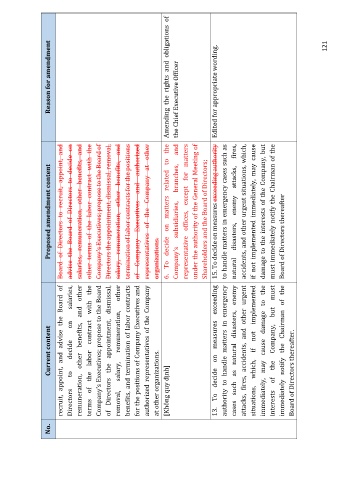 No.
Current content
Proposed amendment content
Reason for amendment
recruit, appoint, and advise the Board of
Directors to decide on salaries,
remuneration, other benefits, and other
terms of the labor contract with the
Company's Executives; propose to the Board
of Directors the appointment, dismissal,
removal, salary, remuneration, other
benefits, and termination of labor contracts
for the positions of Company Executives and
authorized representatives of the Company
at other organizations
Board of Directors to recruit, appoint, and
advise the Board of Directors to decide on
salaries, remuneration, other benefits, and
other terms of the labor contract with the
Company's Executives; propose to the Board of
Directors the appointment, dismissal, removal,
salary, remuneration, other benefits, and
termination of labor contracts for the positions
of Company Executives and authorized
representatives of the Company at other
organizations
[Không quy định]
6. To decide on matters related to the
Company's subsidiaries, branches, and
representative offices, except for matters
under the authority of the General Meeting of
Shareholders and the Board of Directors;
Amending the rights and obligations of
the Chief Executive Officer
13. To decide on measures exceeding
authority to handle matters in emergency
cases such as natural disasters, enemy
attacks, fires, accidents, and other urgent
situations, which, if not implemented
immediately, may cause damage to the
interests of the Company, but must
immediately notify the Chairman of the
Board of Directors thereafter.
15. To decide on measures exceeding authority
to handle matters in emergency cases such as
natural disasters, enemy attacks, fires,
accidents, and other urgent situations, which,
if not implemented immediately, may cause
damage to the interests of the Company, but
must immediately notify the Chairman of the
Board of Directors thereafter
Edited for appropriate wording.
121